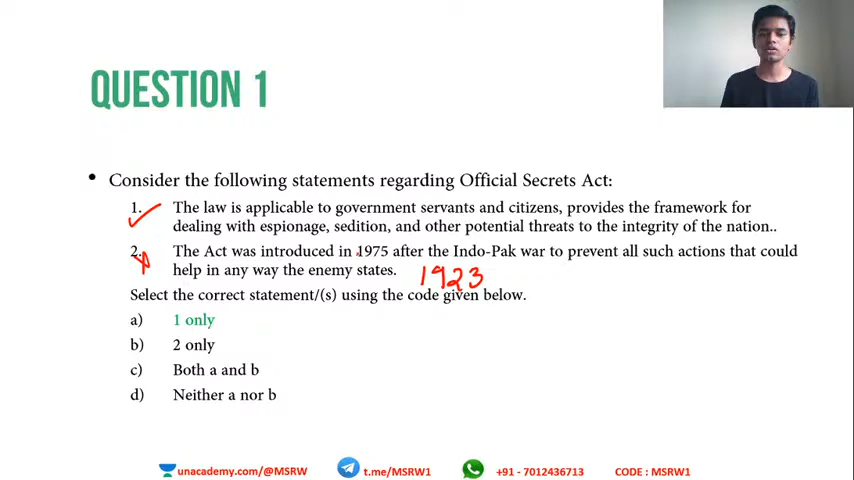 QUESTION 1
• Consider the following statements regarding Official Secrets Act:
1. The law is applicable to government servants and citizens, provides the framework for
dealing with espionage, sedition, and other potential threats to the integrity of the nation..
2. The Act was introduced in 1975 after the Indo-Pak war to prevent all such actions that could
help in any way the enemy states.
1923
Select the correct statement/(s) using the code given below.
a) 1 only
b) 2 only
c) Both a and b
d) Neither a nor b
unacademy.com/@MSRW t.me/MSRW1 +91 - 7012436713 CODE : MSRW1